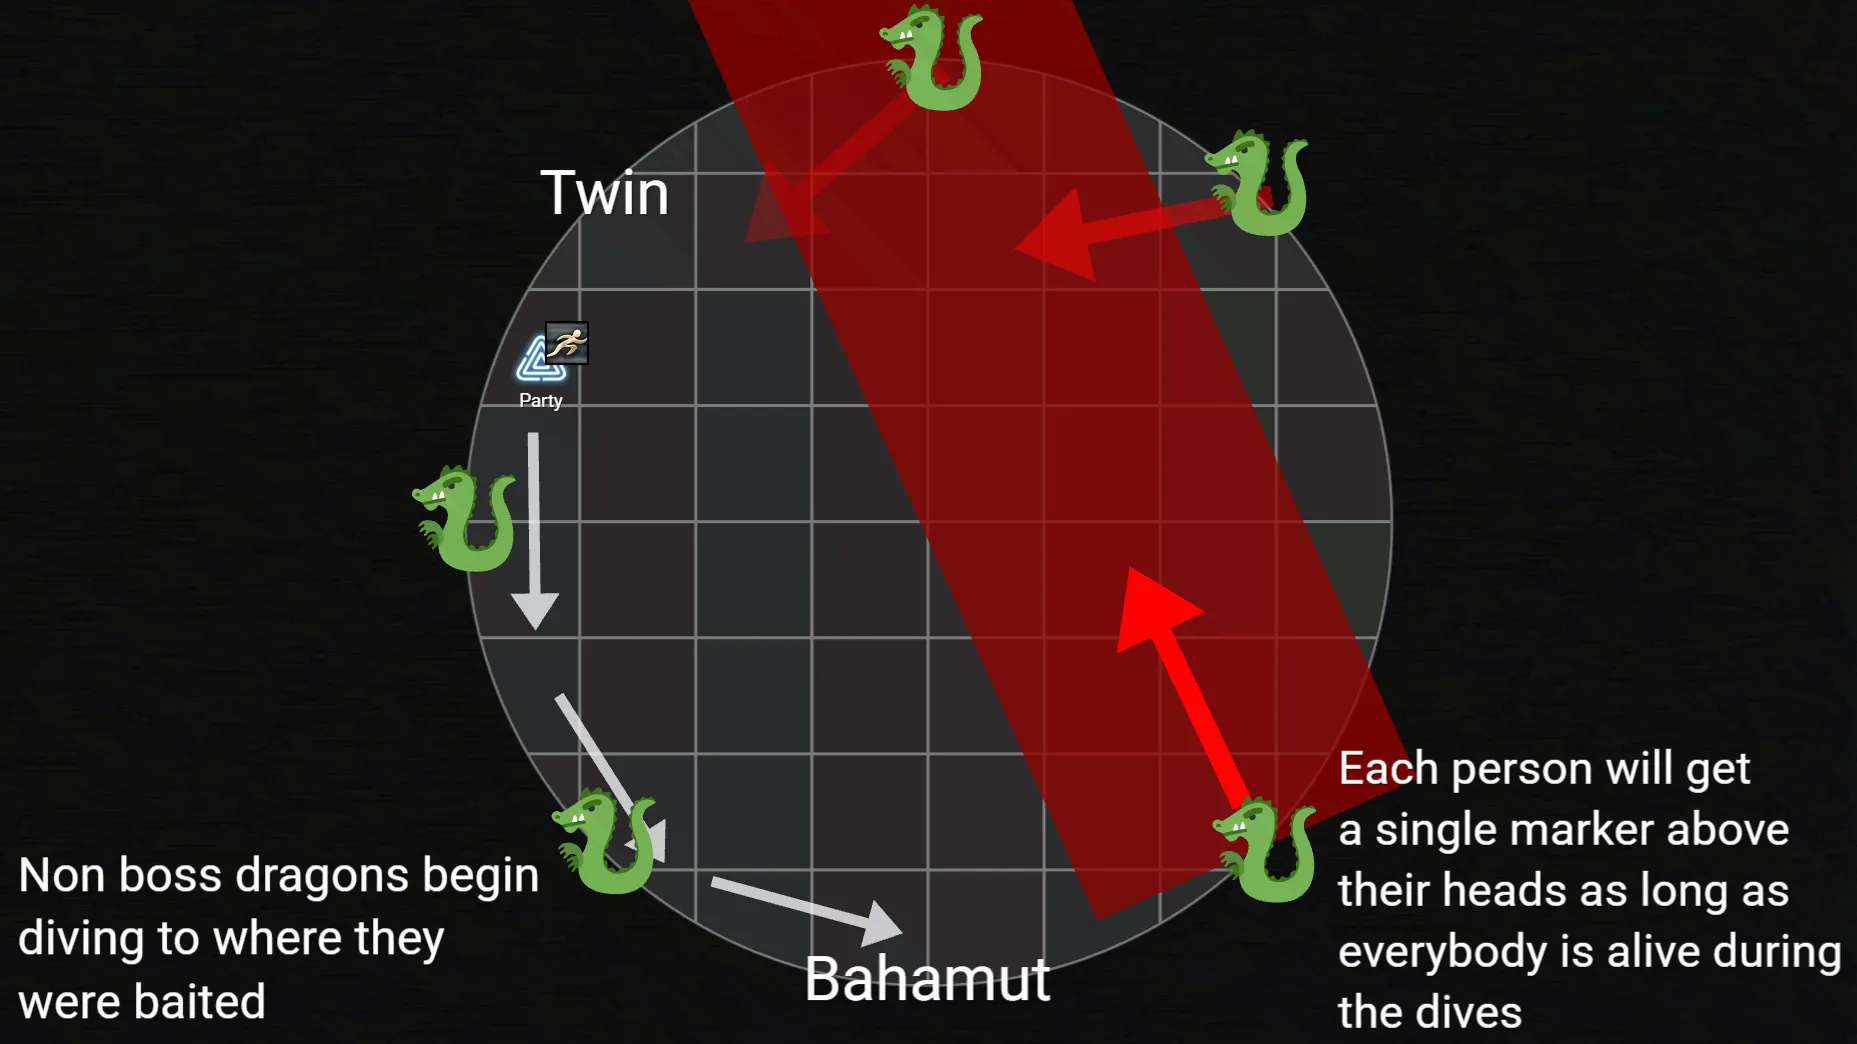 Twin
Party
Non boss dragons begin
diving to where they
were baited
Bahamut
Each person will get
a single marker above
their heads as long as
everybody is alive during
the dives